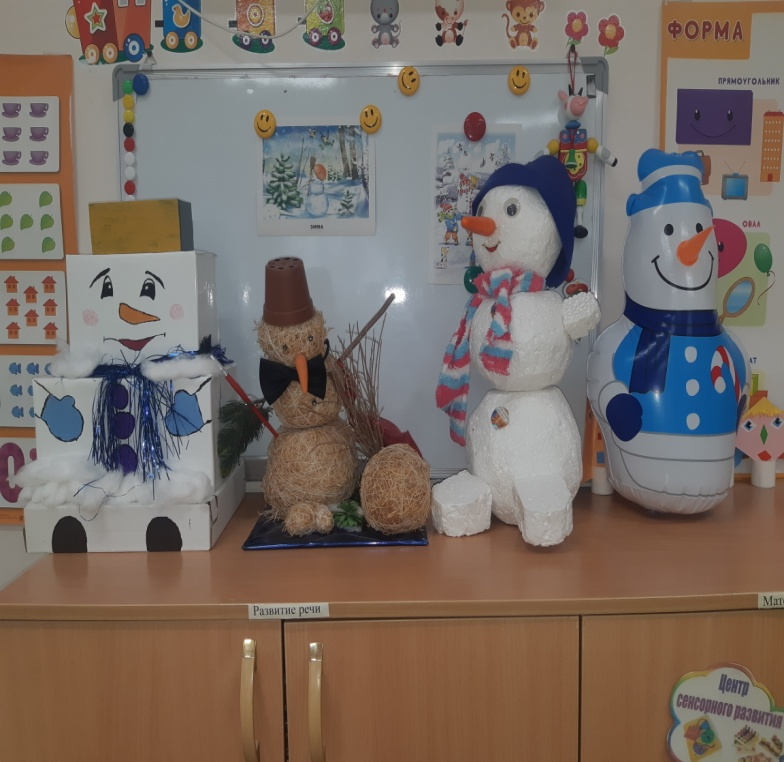 ФОРМА
ПРЯМОУГОЛЬНИК
ОВАЛ
ЗИМА
Развитие речи
Центр
сенсорного развития